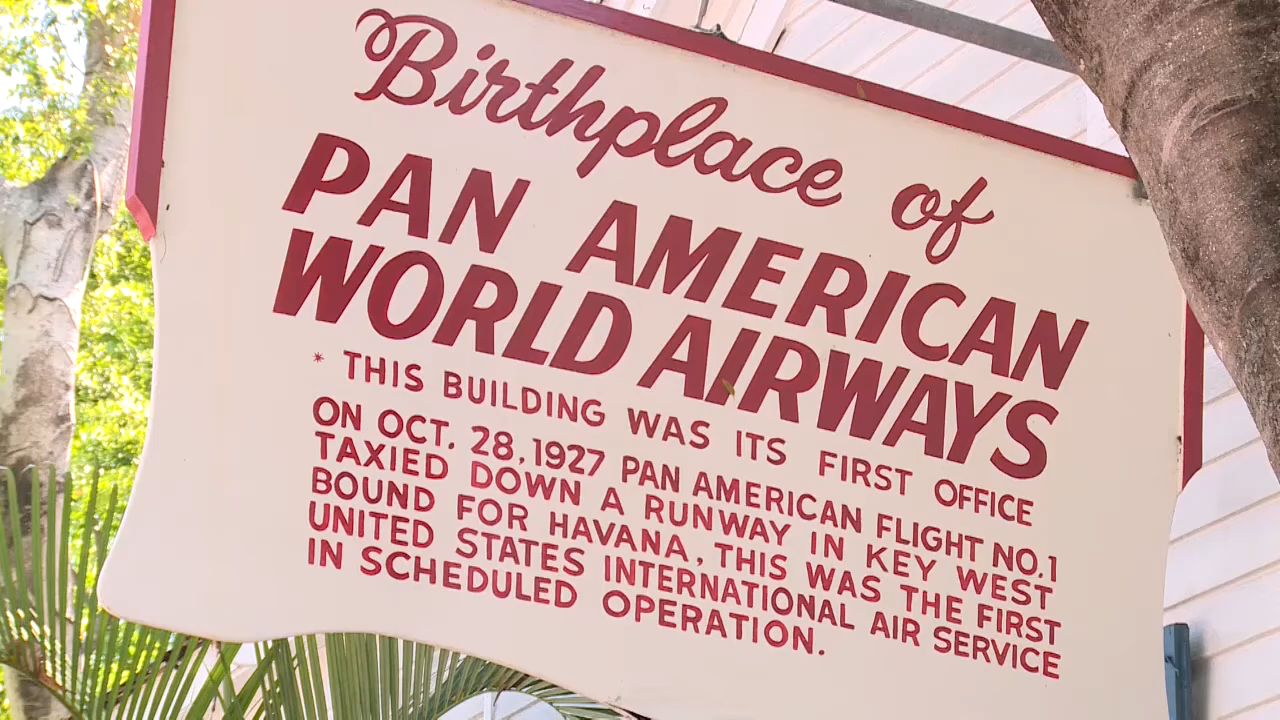 Birthplace of
PAN AMERICAN
WORLD AIRWAYS
* THIS BUILDING WAS ITS FIRST OFFICE
ON OCT. 28, 1927 PAN AMERICAN FLIGHT NO. 1
TAXIED DOWN A RUNWAY IN KEY WEST
BOUND FOR HAVANA, THIS WAS THE FIRST
UNITED STATES INTERNATIONAL AIR SERVICE
IN SCHEDULED OPERATION.